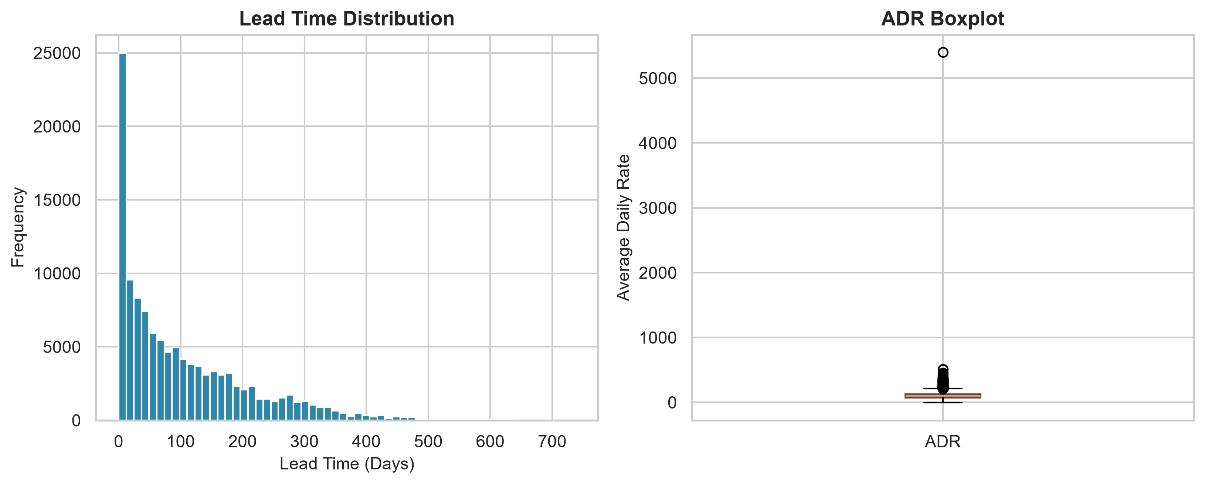 Lead Time Distribution
25000
20000
15000
10000
5000
0
Frequency
0 100 200 300 400 500 600 700
Lead Time (Days)
ADR Boxplot
5000
4000
3000
2000
1000
0
Average Daily Rate
ADR